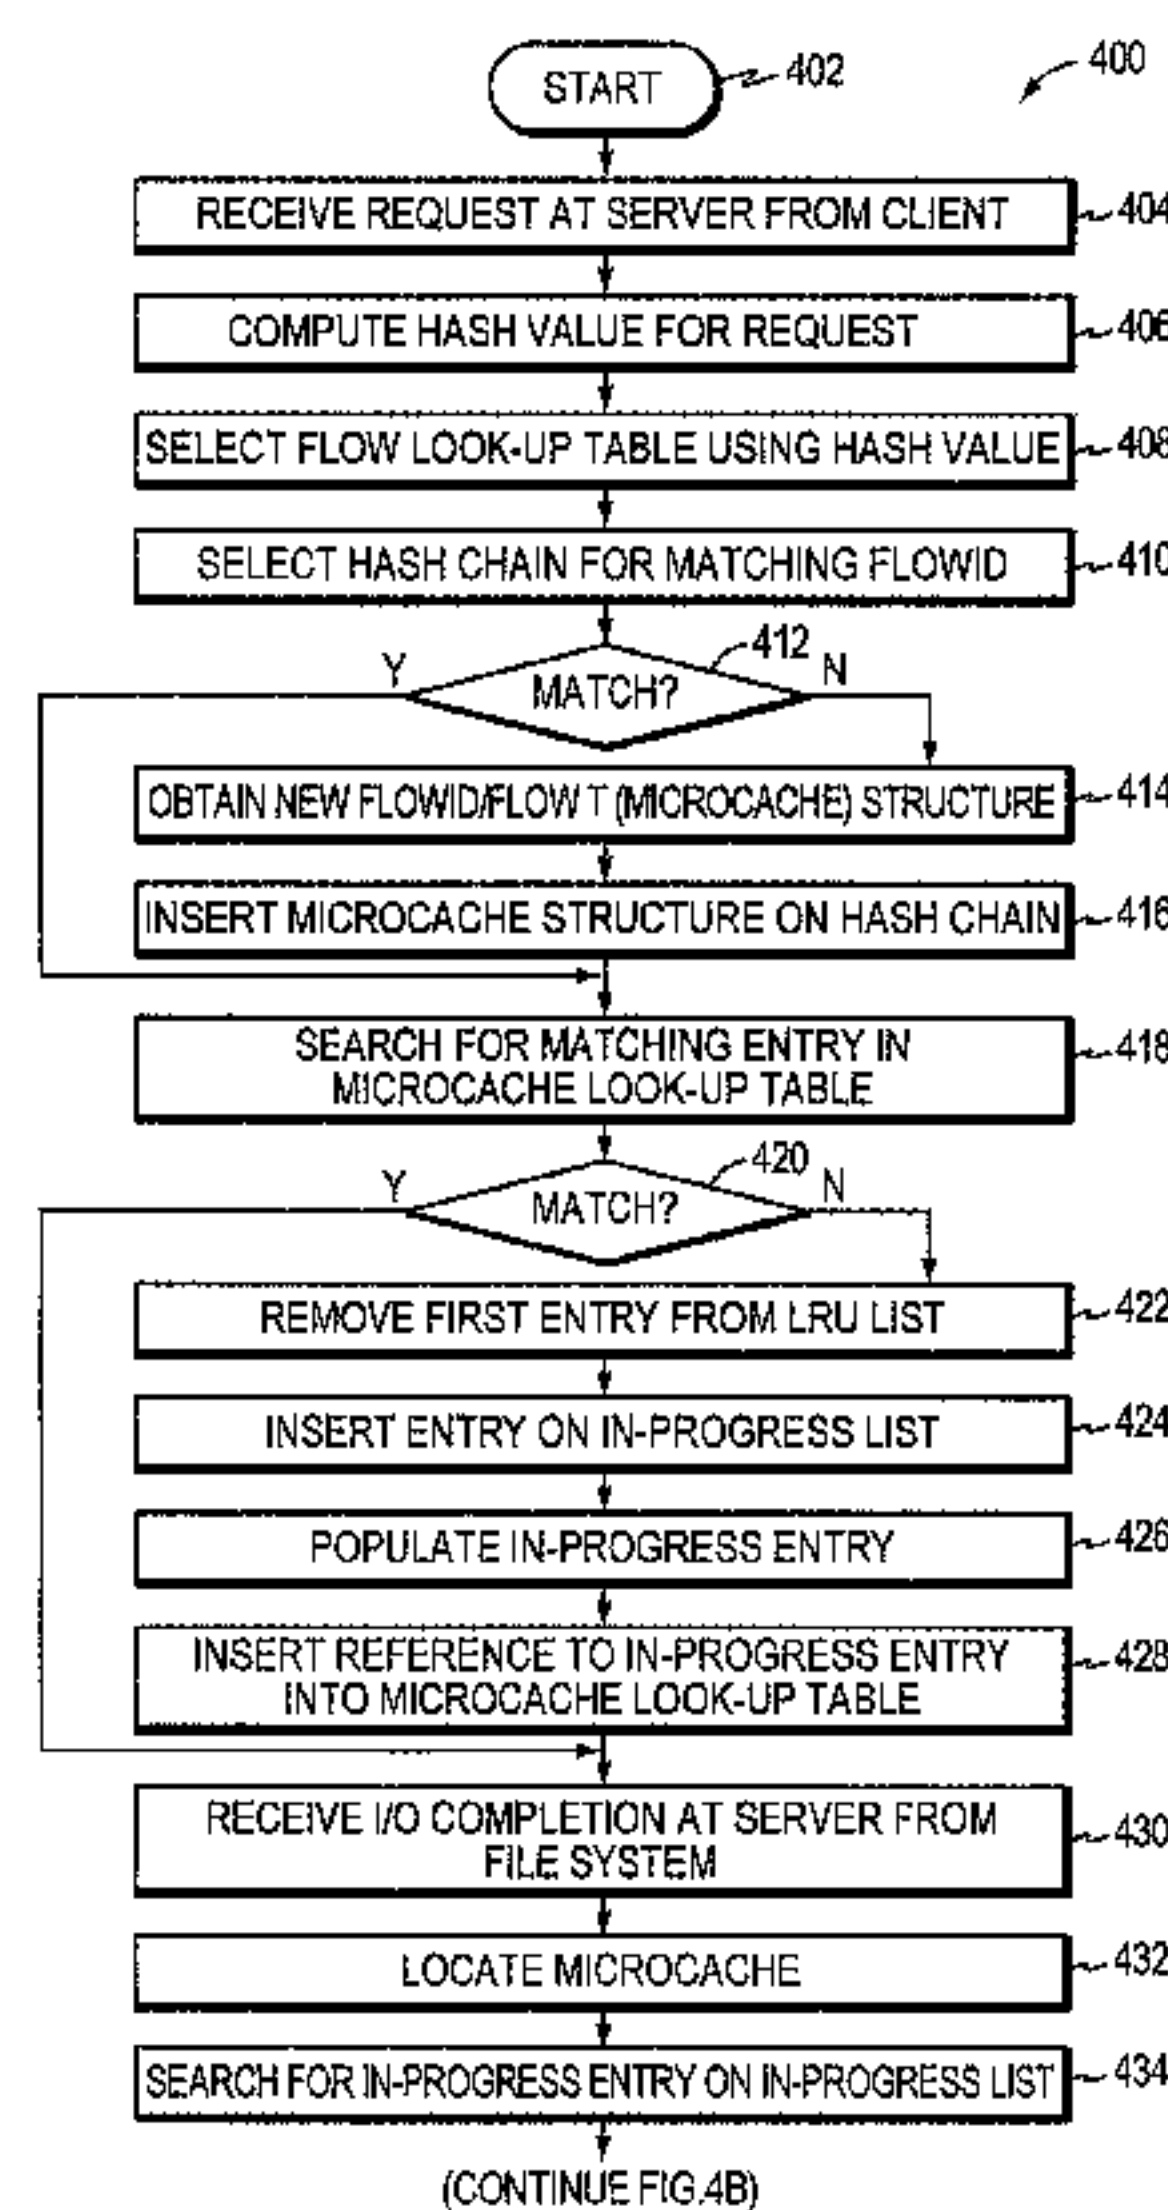 START
402
400
RECEIVE REQUEST AT SERVER FROM CLIENT
404
COMPUTE HASH VALUE FOR REQUEST
406
SELECT FLOW LOOK-UP TABLE USING HASH VALUE
408
SELECT HASH CHAIN FOR MATCHING FLOWID
410
412
Y
MATCH?
N
OBTAIN NEW FLOWID/FLOW T (MICROCACHE) STRUCTURE
414
INSERT MICROCACHE STRUCTURE ON HASH CHAIN
416
SEARCH FOR MATCHING ENTRY IN
MICROCACHE LOOK-UP TABLE
418
420
Y
MATCH?
N
REMOVE FIRST ENTRY FROM LRU LIST
422
INSERT ENTRY ON IN-PROGRESS LIST
424
POPULATE IN-PROGRESS ENTRY
426
INSERT REFERENCE TO IN-PROGRESS ENTRY
INTO MICROCACHE LOOK-UP TABLE
428
RECEIVE I/O COMPLETION AT SERVER FROM
FILE SYSTEM
430
LOCATE MICROCACHE
432
SEARCH FOR IN-PROGRESS ENTRY ON IN-PROGRESS LIST
434
(CONTINUE FIG.4B)